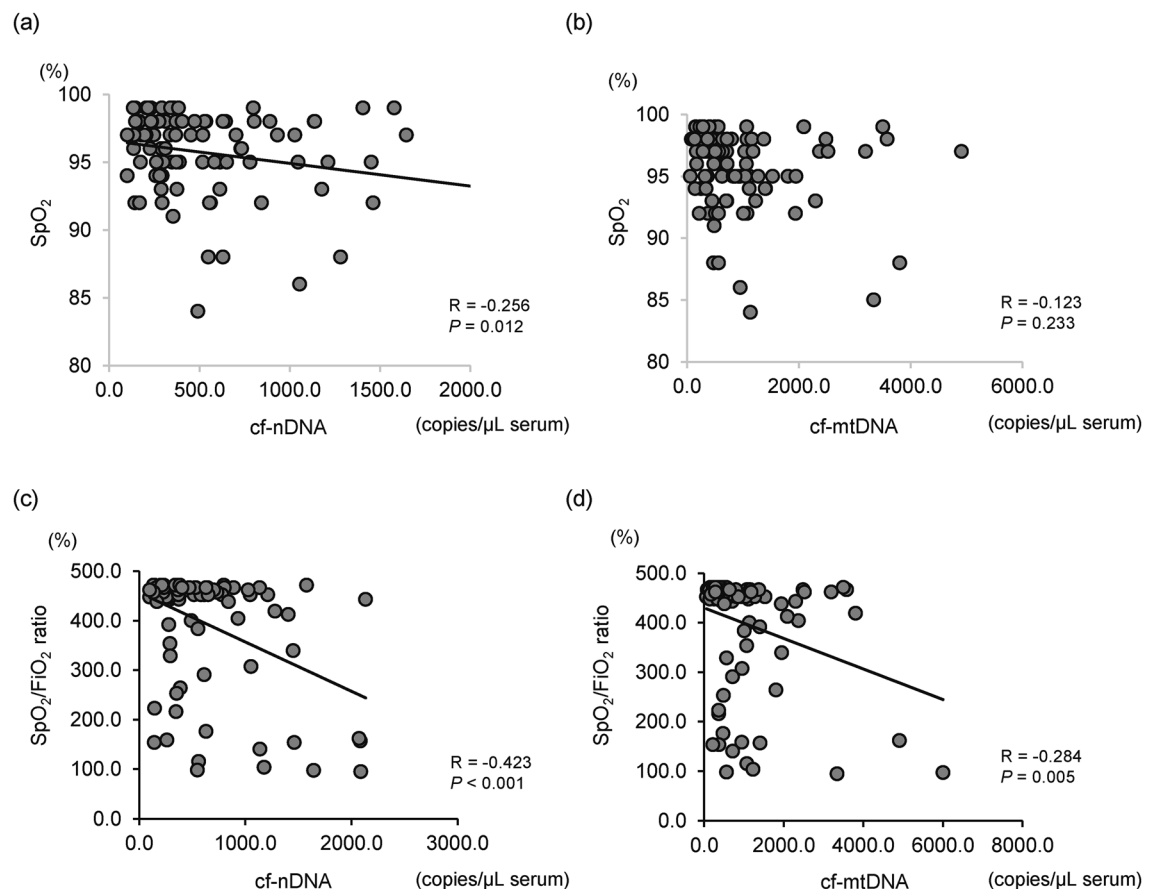 (a)
(%)
SpO2
100
95
90
85
80
0.0 500.0 1000.0 1500.0 2000.0
R = -0.256
P = 0.012
cf-nDNA (copies/µL serum)
(b)
(%)
SpO2
100
95
90
85
80
0.0 2000.0 4000.0 6000.0
R = -0.123
P = 0.233
cf-mtDNA (copies/µL serum)
(c)
(%)
SpO2/FiO2 ratio
500.0
400.0
300.0
200.0
100.0
0.0
0.0 1000.0 2000.0 3000.0
R = -0.423
P < 0.001
cf-nDNA (copies/µL serum)
(d)
(%)
SpO2/FiO2 ratio
500.0
400.0
300.0
200.0
100.0
0.0
0.0 2000.0 4000.0 6000.0 8000.0
R = -0.284
P = 0.005
cf-mtDNA (copies/µL serum)